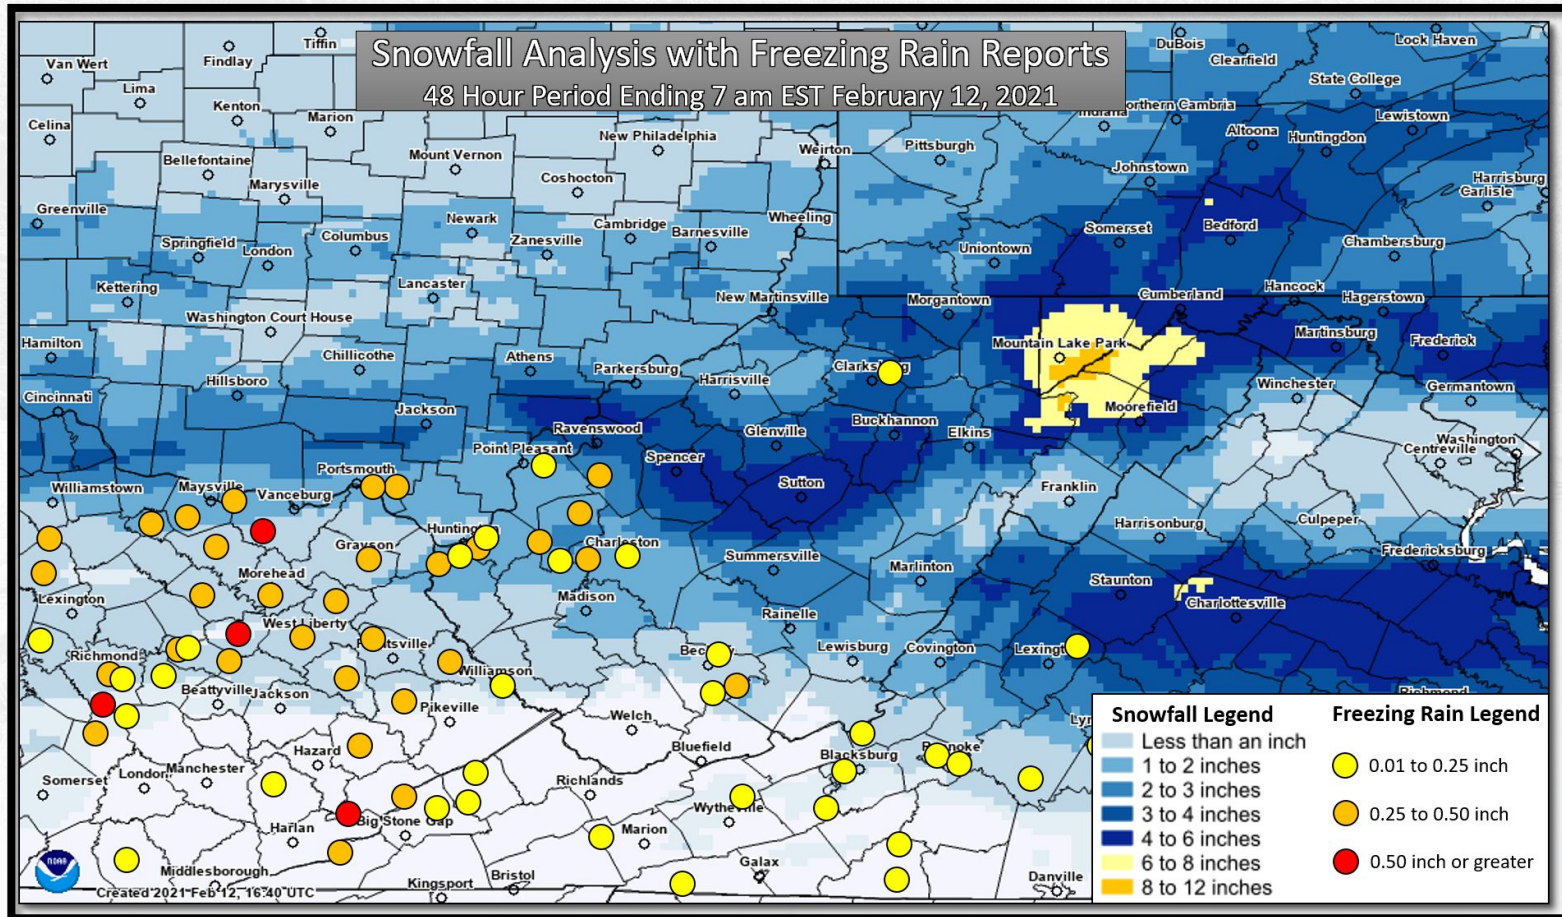 Snowfall Analysis with Freezing Rain Reports
48 Hour Period Ending 7 am EST February 12, 2021
Tiffin
DuBois
Lock Haven
Van Wert
Findlay
Clearfield
State College
Lima
Kenton
Marion
Northern Cambria
Indiana
Lewistown
Celina
New Philadelphia
Weirton
Pittsburgh
Altoona
Huntingdon
Bellefontaine
Mount Vernon
Coshocton
Johnstown
Marysville
Harrisburg
Carlisle
Greenville
Newark
Cambridge
Barnesville
Wheeling
Somerset
Bedford
Springfield
London
Columbus
Zanesville
Uniontown
Chambersburg
Kettering
Lancaster
New Martinsville
Morgantown
Cumberland
Hancock
Hagerstown
Washington Court House
Hamilton
Chillicothe
Athens
Parkersburg
Harrisville
Clarksburg
Mountain Lake Park
Martinsburg
Frederick
Hillsboro
Winchester
Germantown
Cincinnati
Jackson
Ravenswood
Glenville
Buckhannon
Elkins
Moorefield
Washington
Centreville
Point Pleasant
Spencer
Sutton
Franklin
Williamstown
Maysville
Vanceburg
Portsmouth
Huntington
Harrisonburg
Culpeper
Grayson
Charleston
Summersville
Marlinton
Fredericksburg
Morehead
Staunton
Lexington
Madison
Rainelle
Charlottesville
West Liberty
Richmond
Williamson
Lewisburg
Covington
Lexington
Beattyville
Jackson
Pikeville
Welch
Richmond
Hazard
Bluefield
Blacksburg
Roanoke
Somerset
London
Manchester
Richlands
Wytheville
Harlan
Big Stone Gap
Marion
Galax
Middlesborough
Kingsport
Bristol
Danville
Snowfall Legend
Less than an inch
1 to 2 inches
2 to 3 inches
3 to 4 inches
4 to 6 inches
6 to 8 inches
8 to 12 inches
Freezing Rain Legend
0.01 to 0.25 inch
0.25 to 0.50 inch
0.50 inch or greater
NOAA
Created 2021 Feb 12, 16:40 UTC